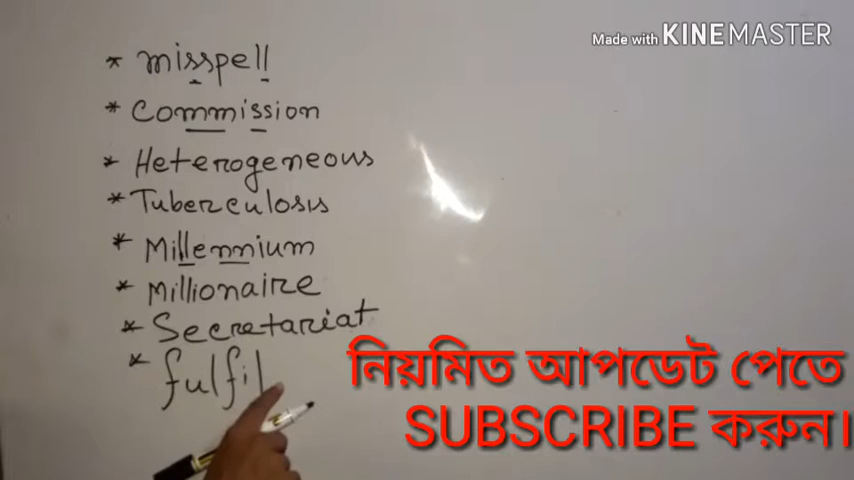 Made with KINEMASTER
* misspell
* Commission
* Heterogeneous
* Tuberculosis
* Millennium
* Millionaire
* Secretariat
* fulfil
নিয়মিত আপডেট পেতে
SUBSCRIBE করুন।